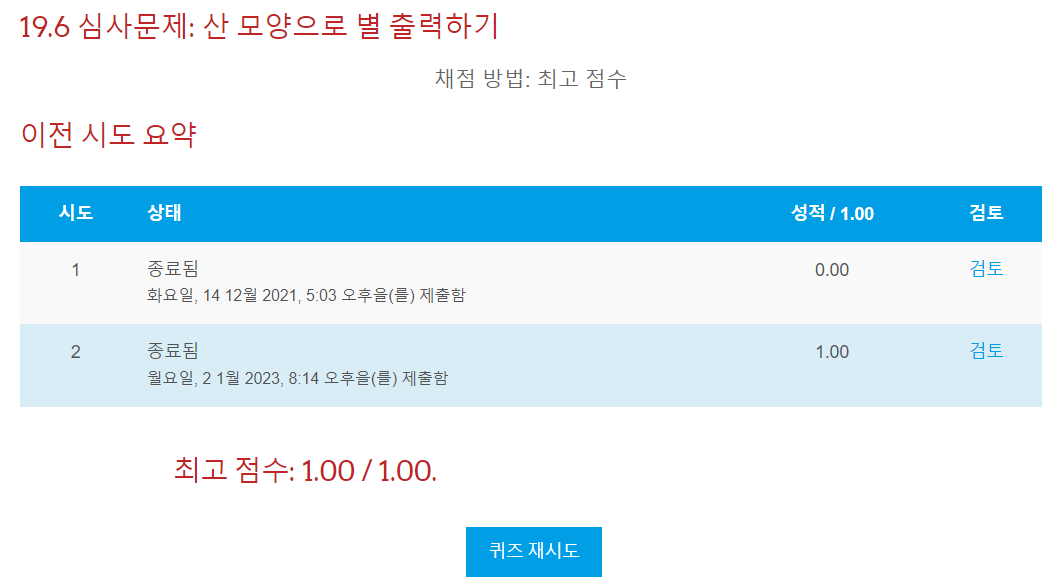 19.6 심사문제: 산 모양으로 별 출력하기
채점 방법: 최고 점수
이전 시도 요약
시도 상태 성적 / 1.00 검토
1 종료됨 0.00 검토
화요일, 14 12월 2021, 5:03 오후을(를) 제출함
2 종료됨 1.00 검토
월요일, 2 1월 2023, 8:14 오후을(를) 제출함
최고 점수: 1.00 / 1.00.
퀴즈 재시도